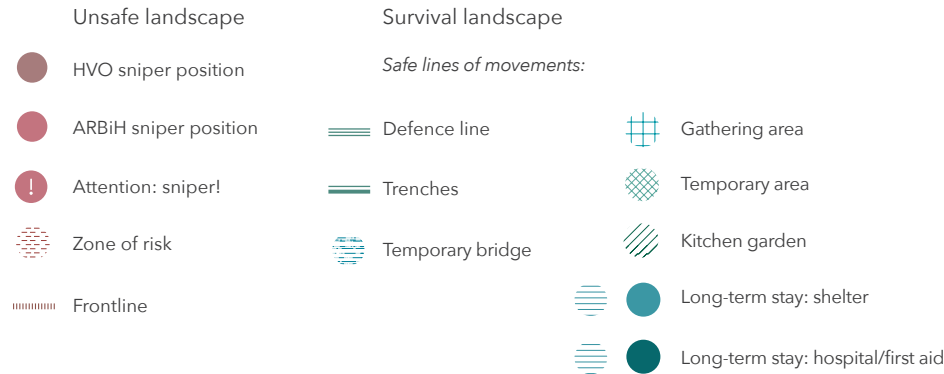 Unsafe landscape
HVO sniper position
ARBiH sniper position
!
Attention: sniper!
Zone of risk
Frontline
Survival landscape
Safe lines of movements:
Defence line
Trenches
Temporary bridge
Gathering area
Temporary area
Kitchen garden
Long-term stay: shelter
Long-term stay: hospital/first aid